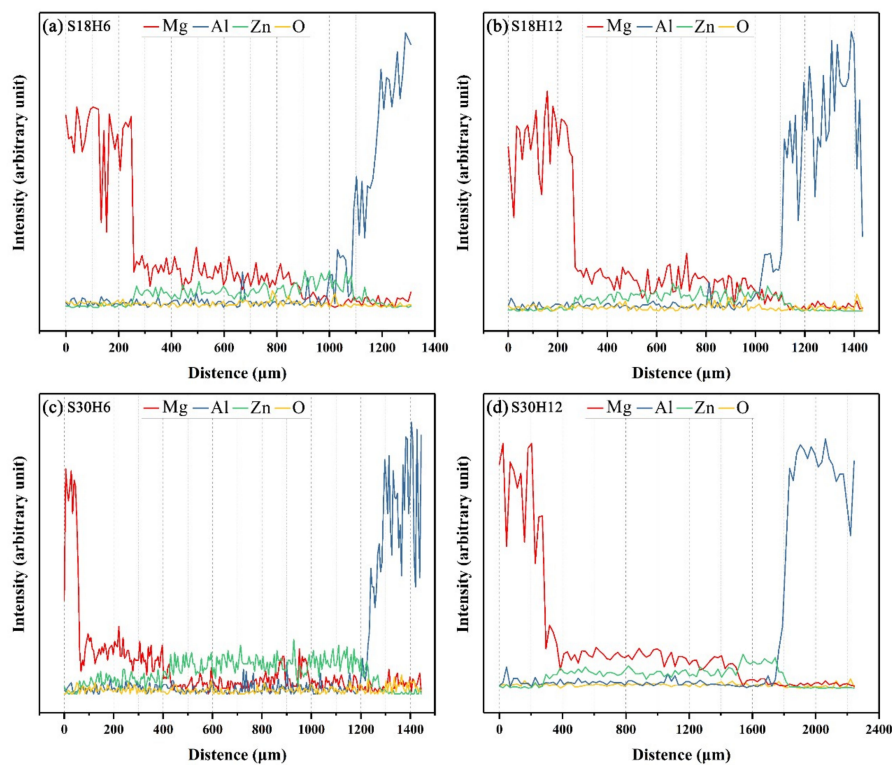 (a) S18H6
Mg Al Zn O
Intensity (arbitrary unit)
0 200 400 600 800 1000 1200 1400
Distence (μm)
(b) S18H12
Mg Al Zn O
Intensity (arbitrary unit)
0 200 400 600 800 1000 1200 1400
Distence (μm)
(c) S30H6
Mg Al Zn O
Intensity (arbitrary unit)
0 200 400 600 800 1000 1200 1400
Distence (μm)
(d) S30H12
Mg Al Zn O
Intensity (arbitrary unit)
0 400 800 1200 1600 2000 2400
Distence (μm)